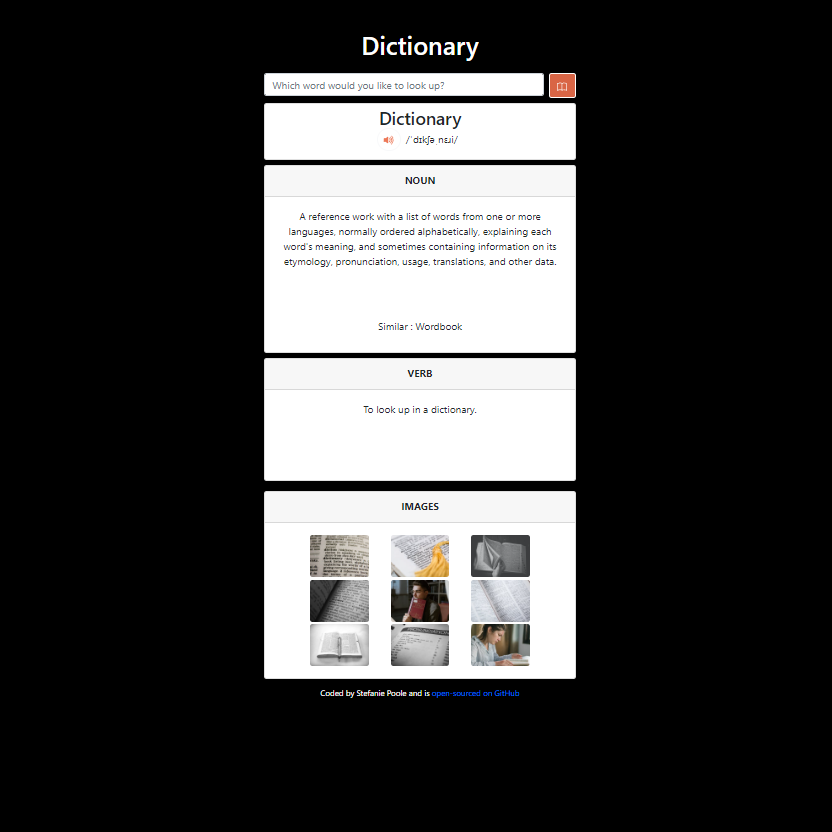 Dictionary
Which word would you like to look up?
Dictionary
/ˈdɪkʃəˌnɛɹi/
NOUN
A reference work with a list of words from one or more
languages, normally ordered alphabetically, explaining each
word's meaning, and sometimes containing information on its
etymology, pronunciation, usage, translations, and other data.
Similar : Wordbook
VERB
To look up in a dictionary.
IMAGES
Coded by Stefanie Poole and is open-sourced on GitHub